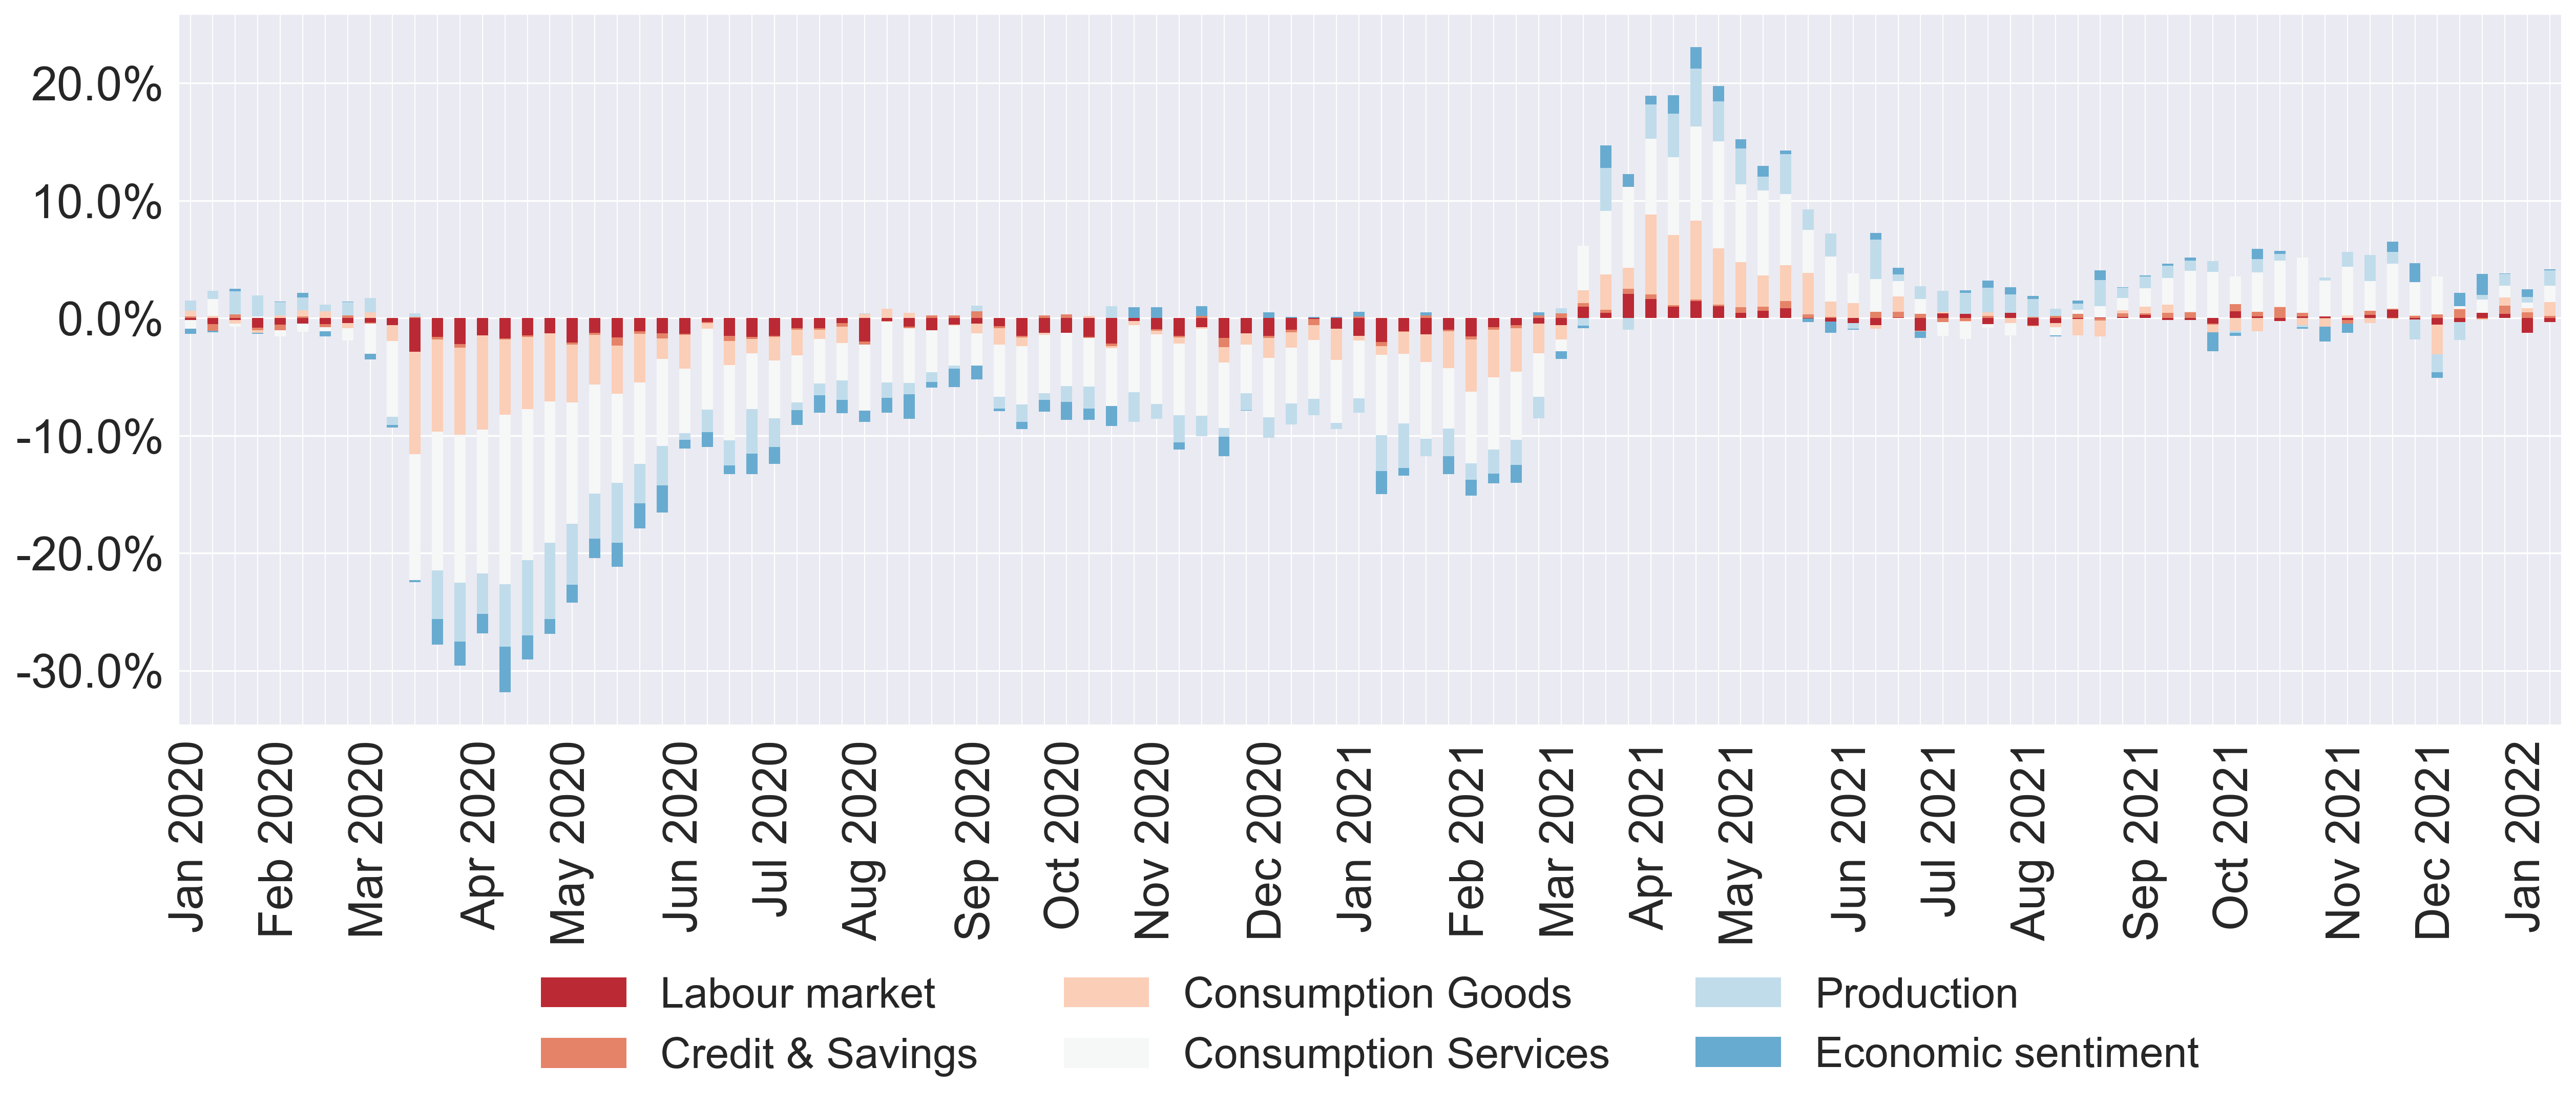 20.0%
10.0%
0.0%
-10.0%
-20.0%
-30.0%
Jan 2020
Feb 2020
Mar 2020
Apr 2020
May 2020
Jun 2020
Jul 2020
Aug 2020
Sep 2020
Oct 2020
Nov 2020
Dec 2020
Jan 2021
Feb 2021
Mar 2021
Apr 2021
May 2021
Jun 2021
Jul 2021
Aug 2021
Sep 2021
Oct 2021
Nov 2021
Dec 2021
Jan 2022
Labour market
Consumption Goods
Production
Credit & Savings
Consumption Services
Economic sentiment